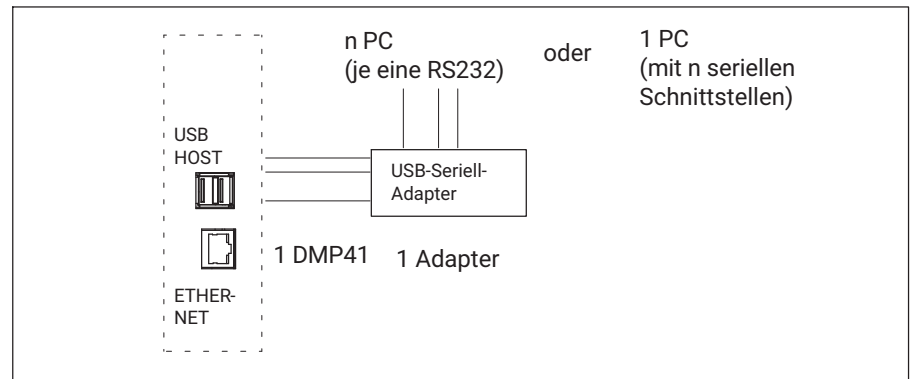 n PC
(je eine RS232)
oder
1 PC
(mit n seriellen
Schnittstellen)
USB
HOST
USB-Seriell-
Adapter
1 DMP41
1 Adapter
ETHER-
NET